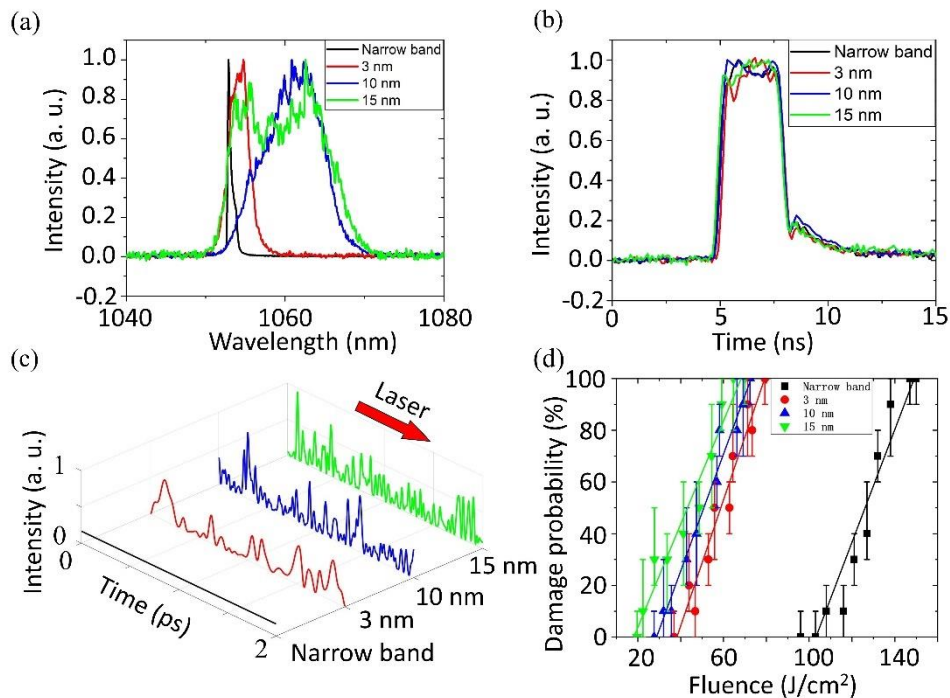 (a)
Narrow band
3 nm
10 nm
15 nm
1.0
0.8
0.6
0.4
0.2
0.0
-0.2
Intensity (a. u.)
1040 1060 1080
Wavelength (nm)
(b)
Narrow band
3 nm
10 nm
15 nm
1.0
0.8
0.6
0.4
0.2
0.0
-0.2
Intensity (a. u.)
0 5 10 15
Time (ns)
(c)
Laser
Intensity (a. u.)
1
0
0
Time (ps)
2
15 nm
10 nm
3 nm
Narrow band
(d)
Narrow band
3 nm
10 nm
15 nm
100
80
60
40
20
0
Damage probability (%)
20 60 100 140
Fluence (J/cm²)